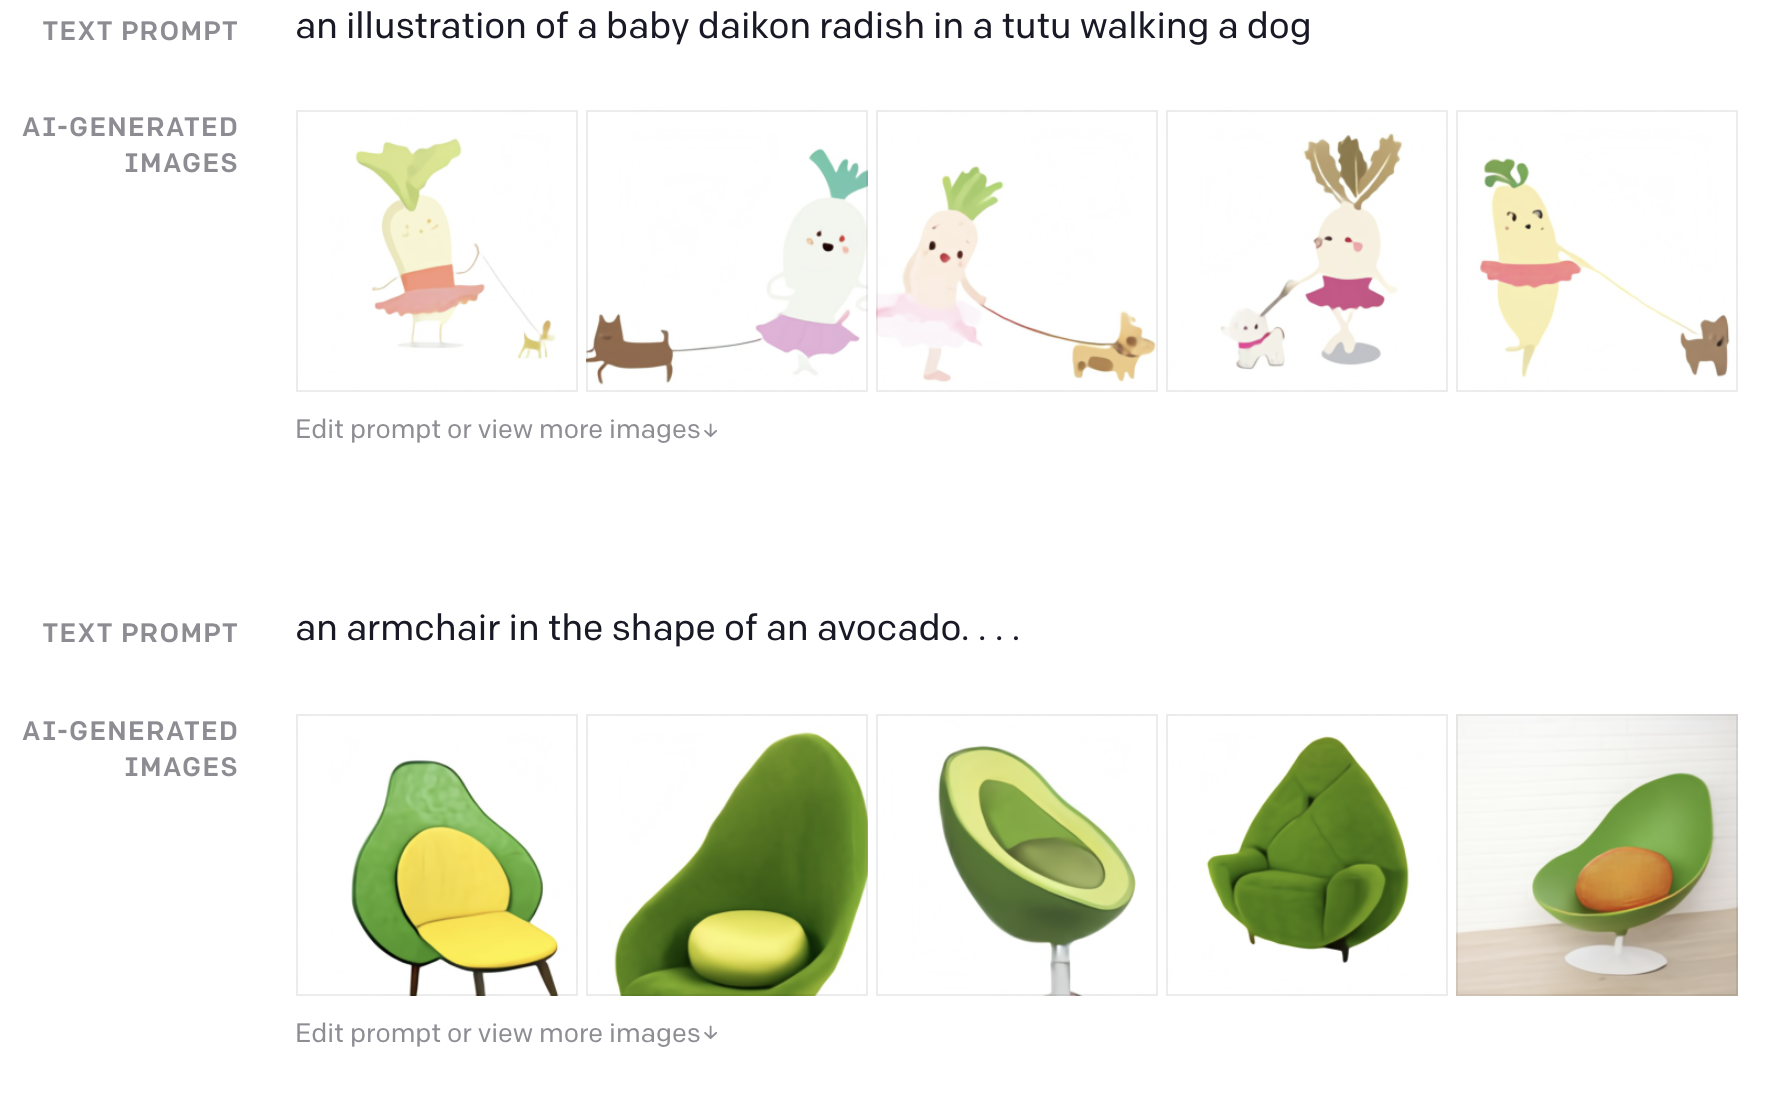 TEXT PROMPT
an illustration of a baby daikon radish in a tutu walking a dog
AI-GENERATED
IMAGES
Edit prompt or view more images↓
TEXT PROMPT
an armchair in the shape of an avocado. . . .
AI-GENERATED
IMAGES
Edit prompt or view more images↓